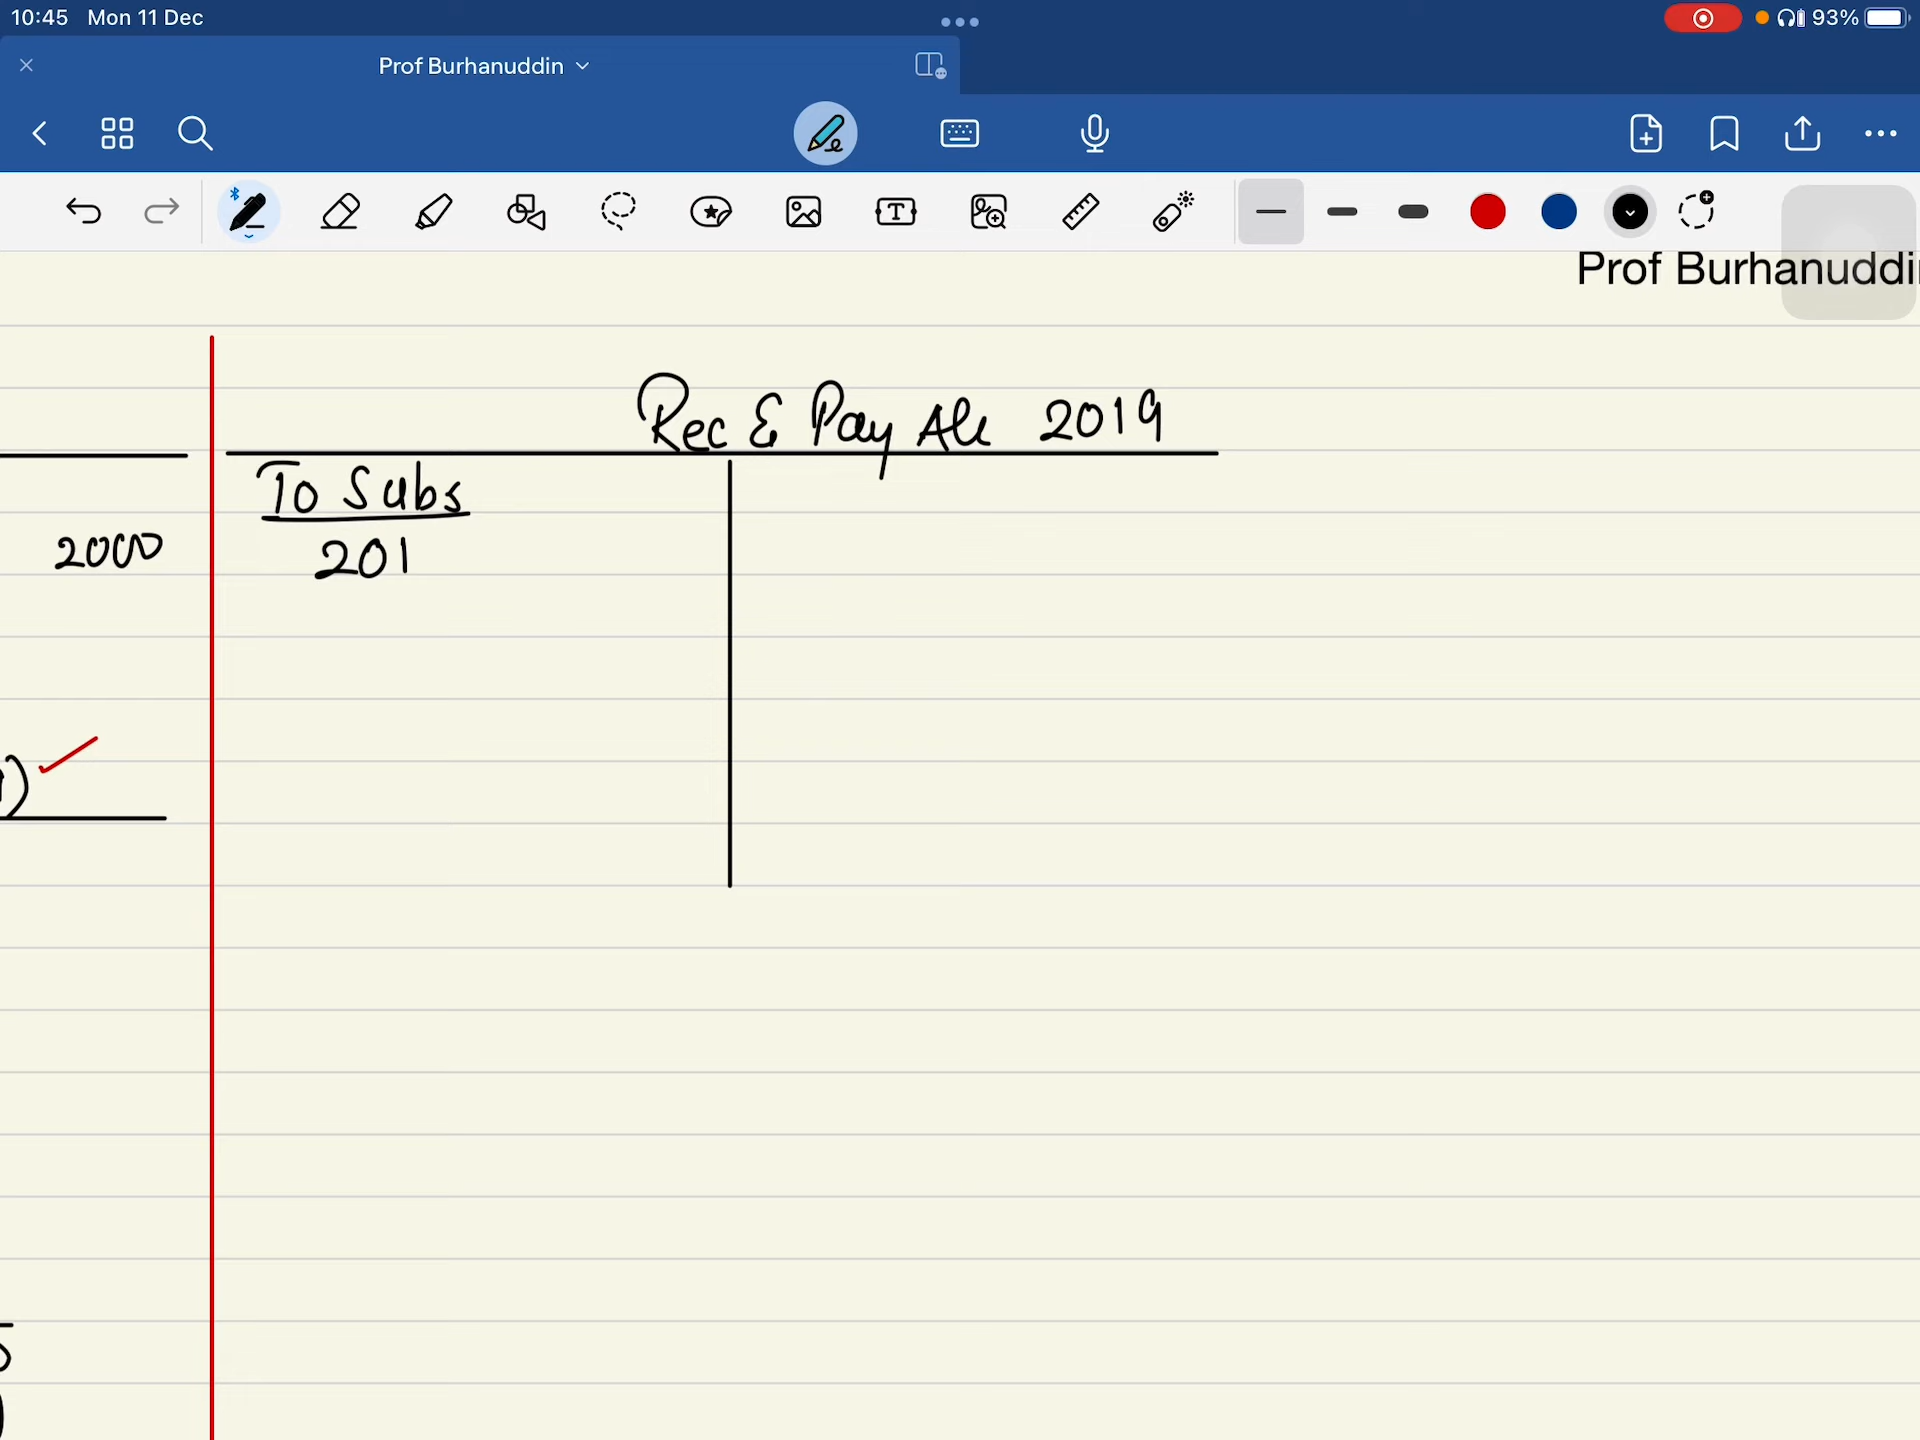 10:45 Mon 11 Dec
93%
Prof Burhanuddin
Prof Burhanuddi
Rec & Pay A/c 2019
To Subs
2000
201